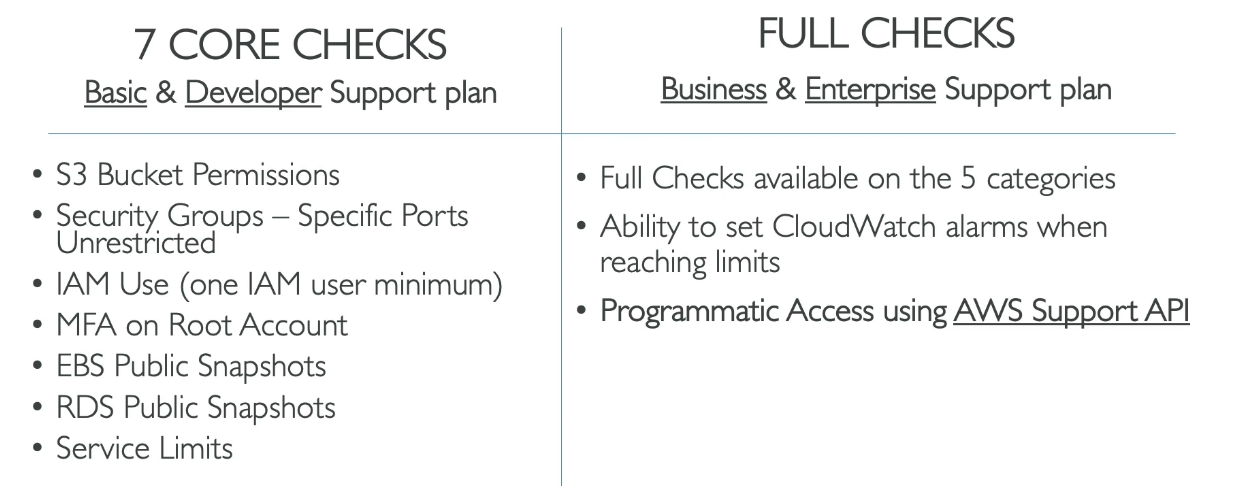 7 CORE CHECKS
Basic & Developer Support plan
• S3 Bucket Permissions
• Security Groups – Specific Ports
Unrestricted
• IAM Use (one IAM user minimum)
• MFA on Root Account
• EBS Public Snapshots
• RDS Public Snapshots
• Service Limits
FULL CHECKS
Business & Enterprise Support plan
• Full Checks available on the 5 categories
• Ability to set CloudWatch alarms when
reaching limits
• Programmatic Access using AWS Support API